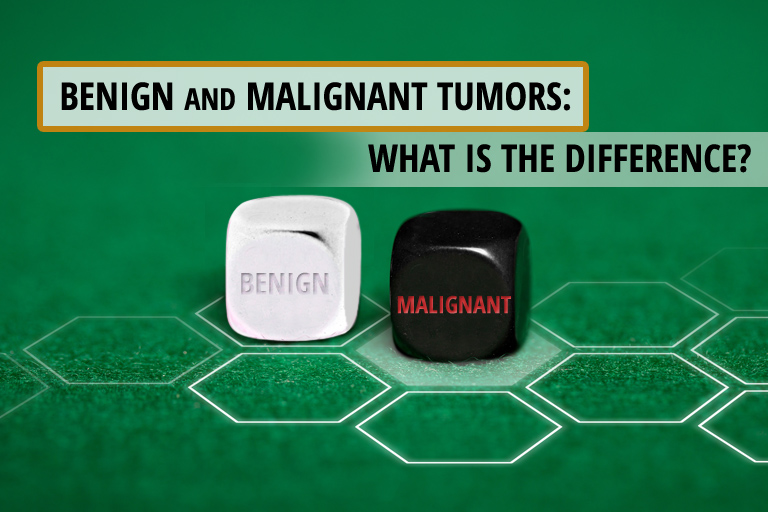 BENIGN AND MALIGNANT TUMORS:
WHAT IS THE DIFFERENCE?
BENIGN
MALIGNANT